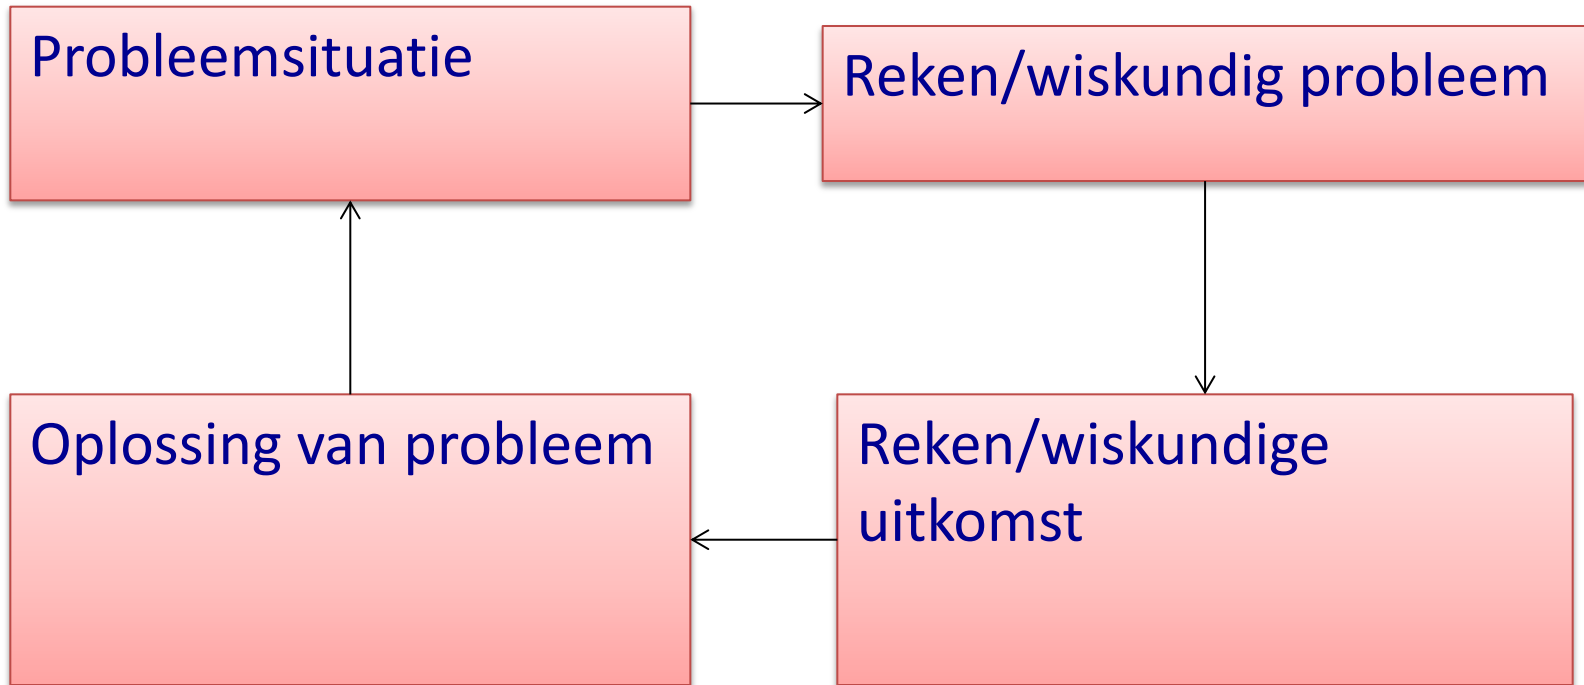 Probleemsituatie
Reken/wiskundig probleem
Oplossing van probleem
Reken/wiskundige
uitkomst